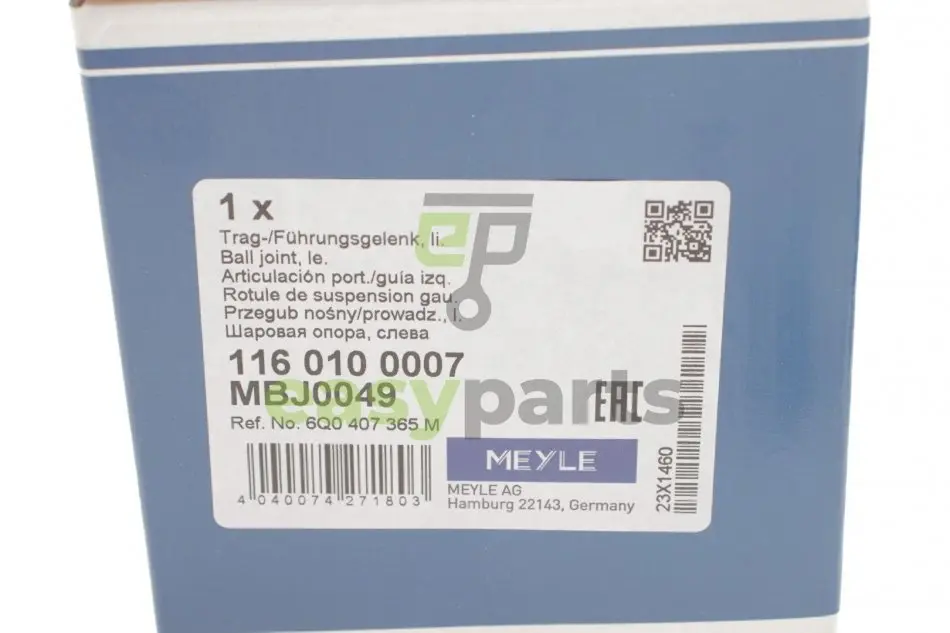 1 x
Trag-/Führungsgelenk, li.
Ball joint, le.
Articulación port./guía izq.
Rotule de suspension gau.
Przegub nośny/prowadz., l.
Шаровая опора, слева
116 010 0007
MBJ0049
Ref. No. 6Q0 407 365 M
4 040074 271803
MEYLE
MEYLE AG
Hamburg 22143, Germany
EAC
23X1460
ep
easyparts